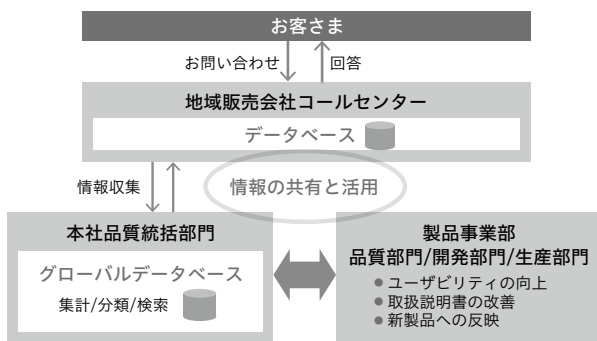 お客さま
お問い合わせ
回答
地域販売会社コールセンター
データベース
情報収集
情報の共有と活用
本社品質統括部門
グローバルデータベース
集計/分類/検索
製品事業部
品質部門/開発部門/生産部門
● ユーザビリティの向上
● 取扱説明書の改善
● 新製品への反映